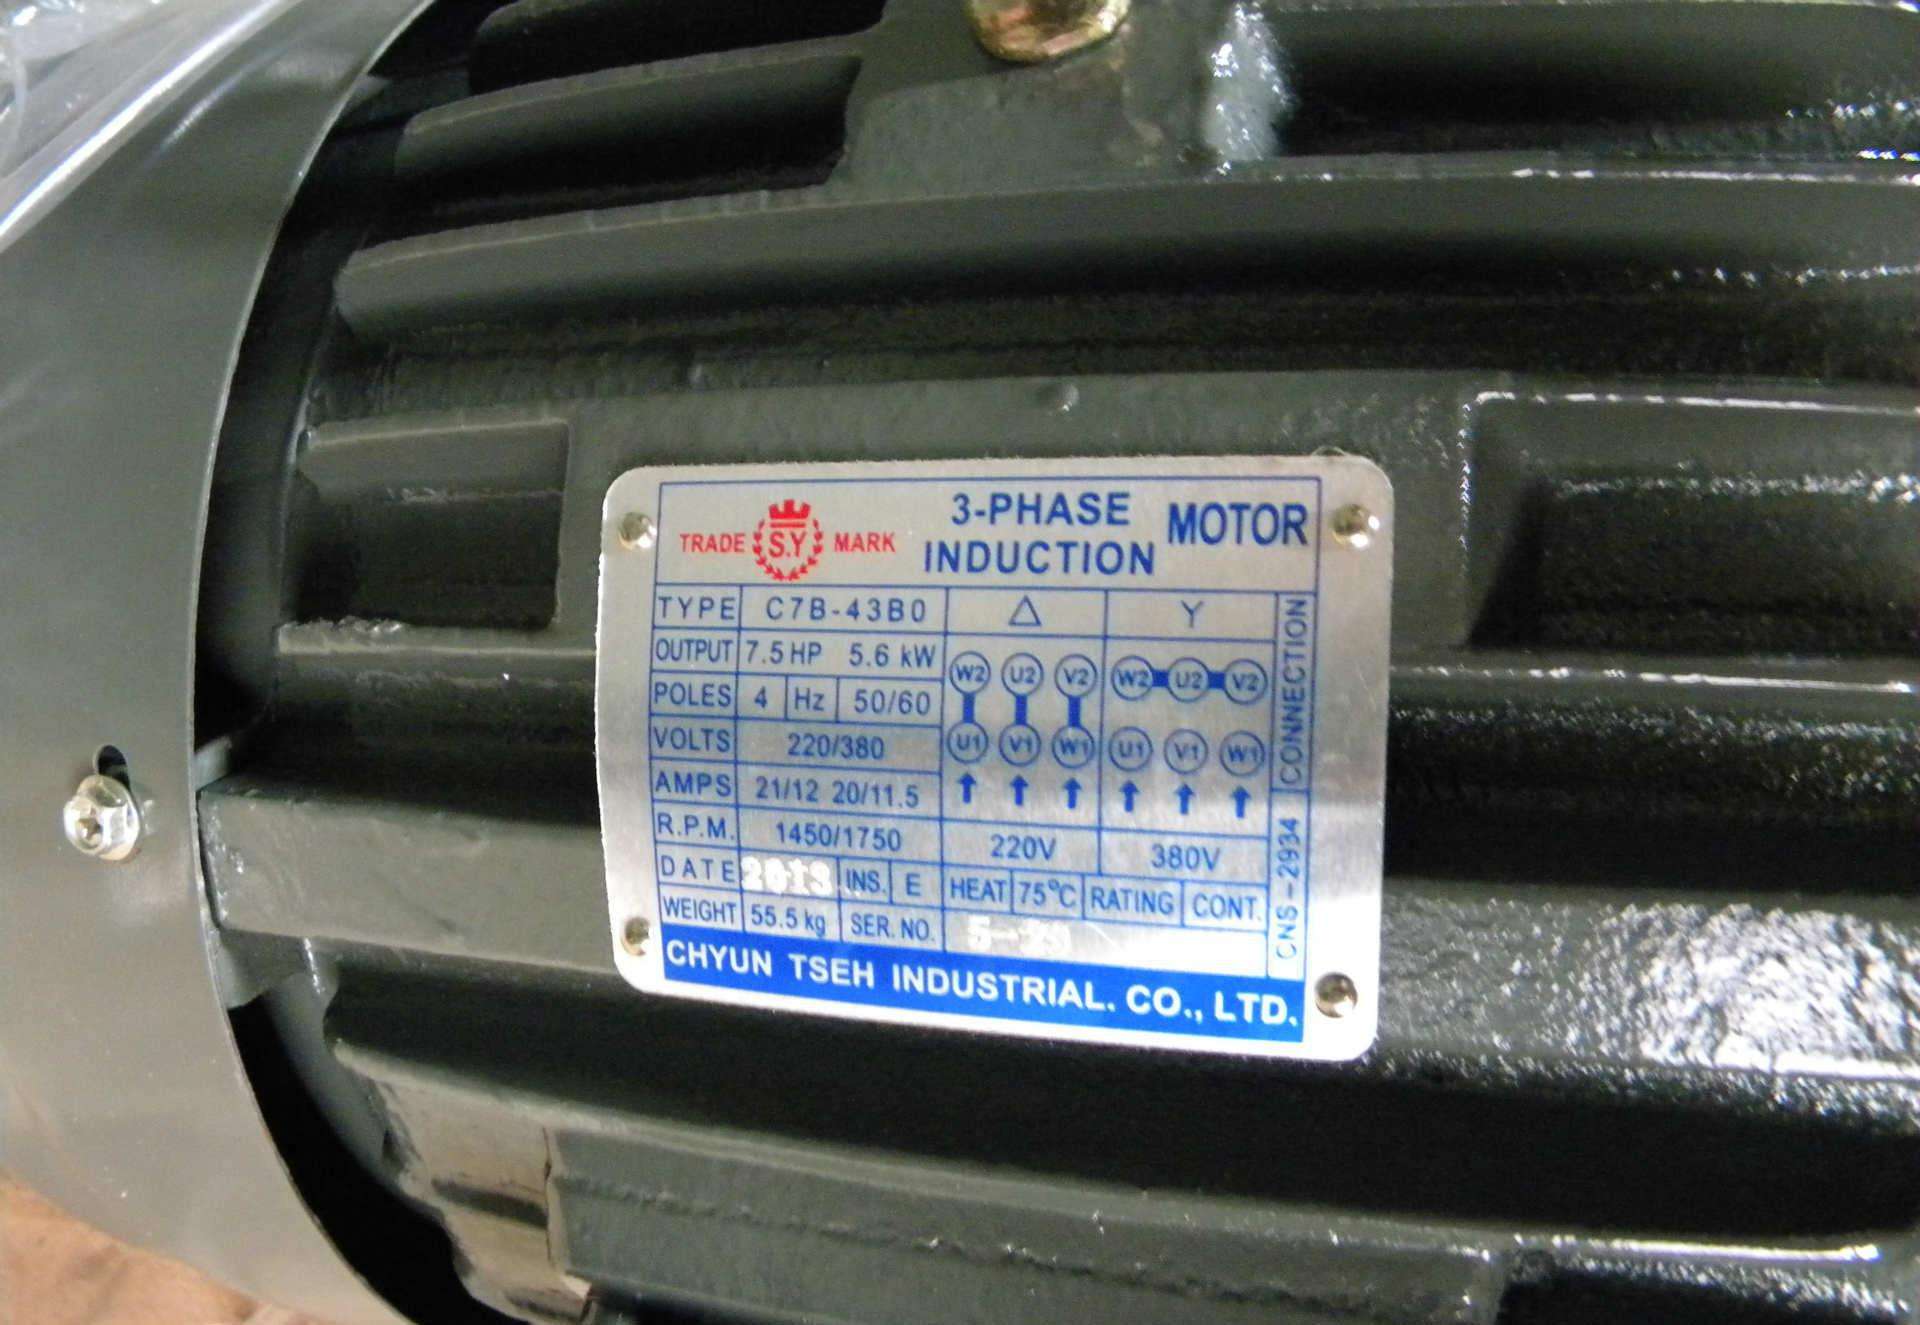 TRADE S.Y MARK
3-PHASE INDUCTION MOTOR
TYPE C7B-43B0 △ Y
OUTPUT 7.5 HP 5.6 kW
W2 U2 V2 W2 U2 V2
POLES 4 Hz 50/60
VOLTS 220/380
U1 V1 W1 U1 V1 W1
AMPS 21/12 20/11.5
R.P.M. 1450/1750 220V 380V
DATE 2013 INS. E HEAT 75°C RATING CONT.
WEIGHT 55.5 kg SER. NO. 5-29
CNS-2934 CONNECTION
CHYUN TSEH INDUSTRIAL. CO., LTD.